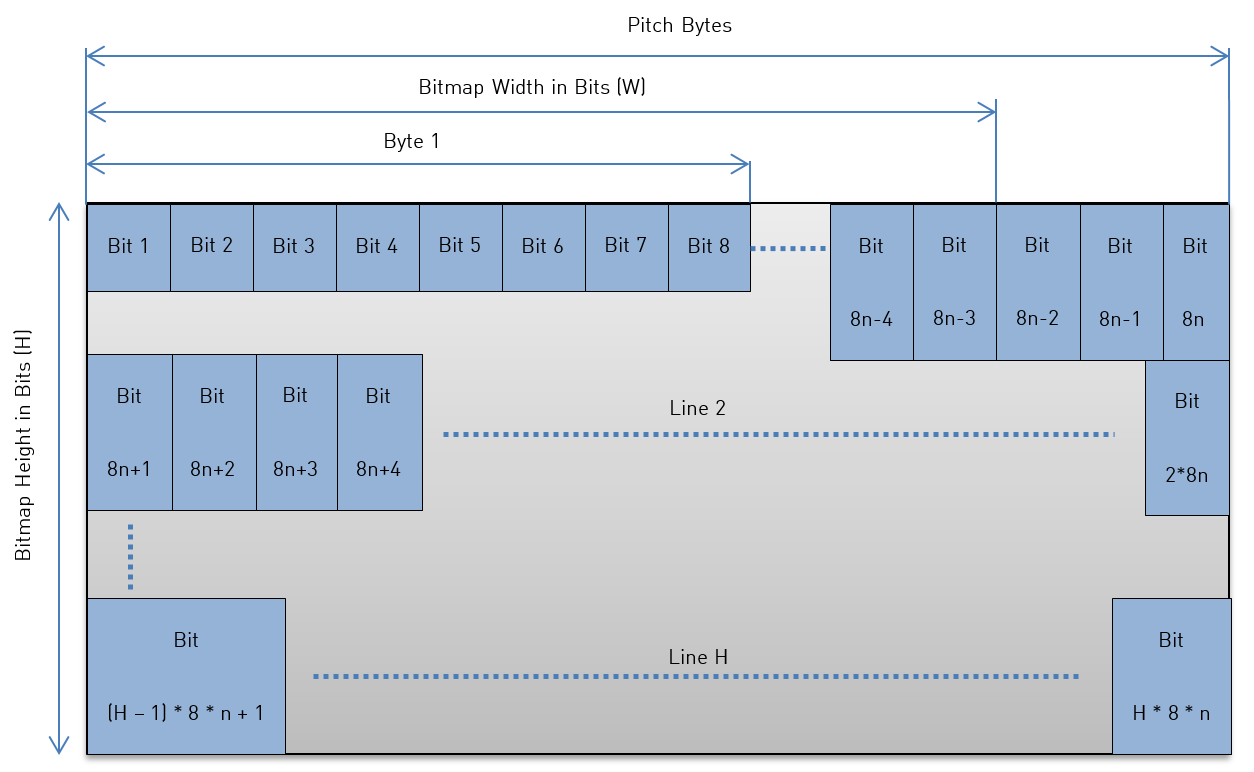 Pitch Bytes
Bitmap Width in Bits (W)
Byte 1
Bitmap Height in Bits (H)
Bit 1 Bit 2 Bit 3 Bit 4 Bit 5 Bit 6 Bit 7 Bit 8 Bit Bit Bit Bit Bit
8n-4 8n-3 8n-2 8n-1 8n
Bit Bit Bit Bit Line 2 Bit
8n+1 8n+2 8n+3 8n+4 2*8n
Bit Line H Bit
(H – 1) * 8 * n + 1 H * 8 * n